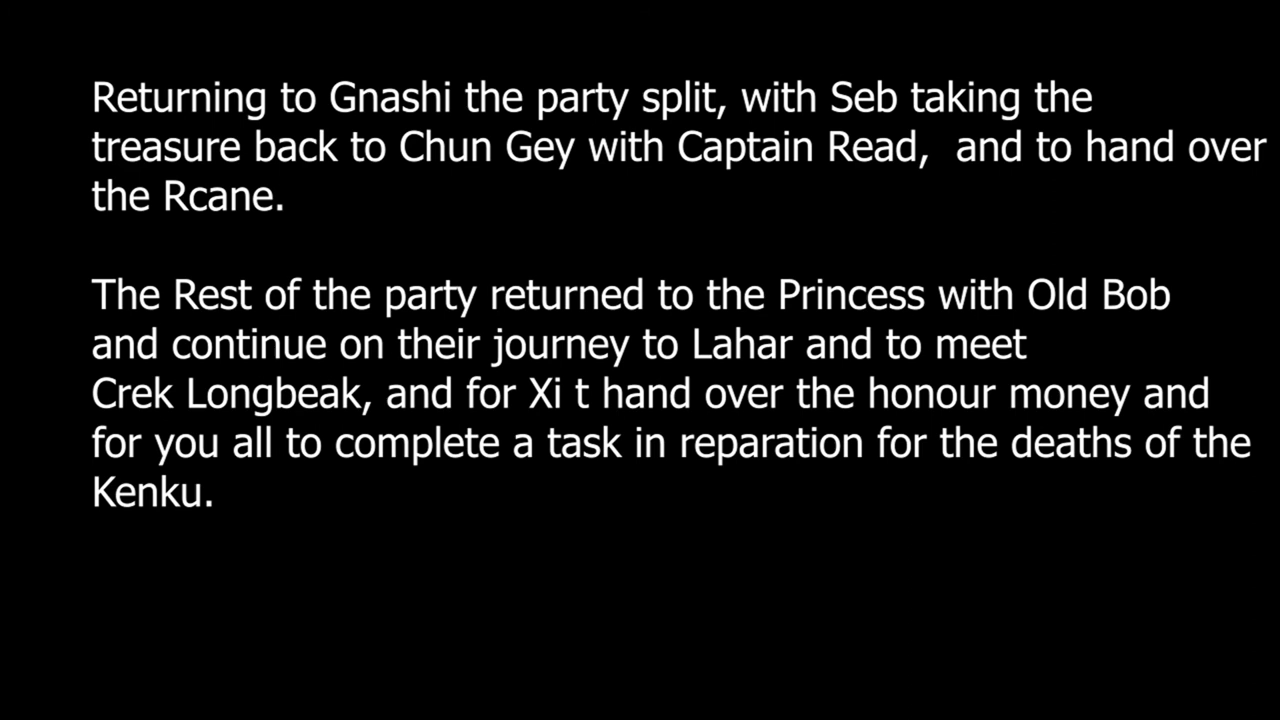 Returning to Gnashi the party split, with Seb taking the
treasure back to Chun Gey with Captain Read,  and to hand over
the Rcane.
The Rest of the party returned to the Princess with Old Bob
and continue on their journey to Lahar and to meet
Crek Longbeak, and for Xi t hand over the honour money and
for you all to complete a task in reparation for the deaths of the
Kenku.